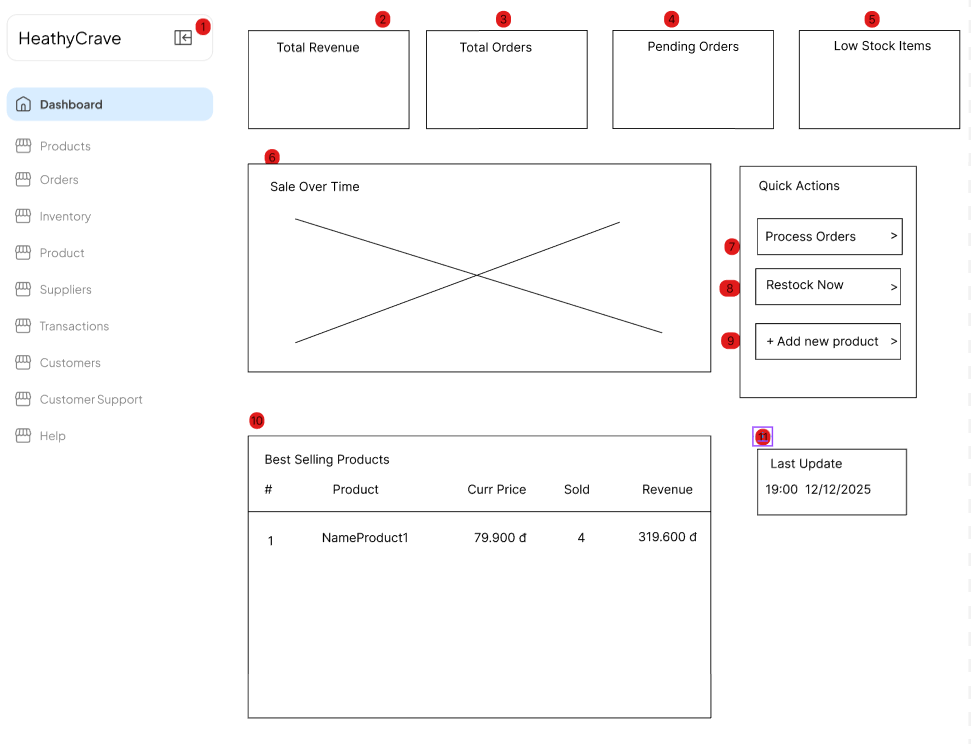 HeathyCrave
1
Dashboard
Products
Orders
Inventory
Product
Suppliers
Transactions
Customers
Customer Support
Help
2
Total Revenue
3
Total Orders
4
Pending Orders
5
Low Stock Items
6
Sale Over Time
Quick Actions
7
Process Orders >
8
Restock Now >
9
+ Add new product >
10
Best Selling Products
# Product Curr Price Sold Revenue
1 NameProduct1 79.900 đ 4 319.600 đ
11
Last Update
19:00 12/12/2025